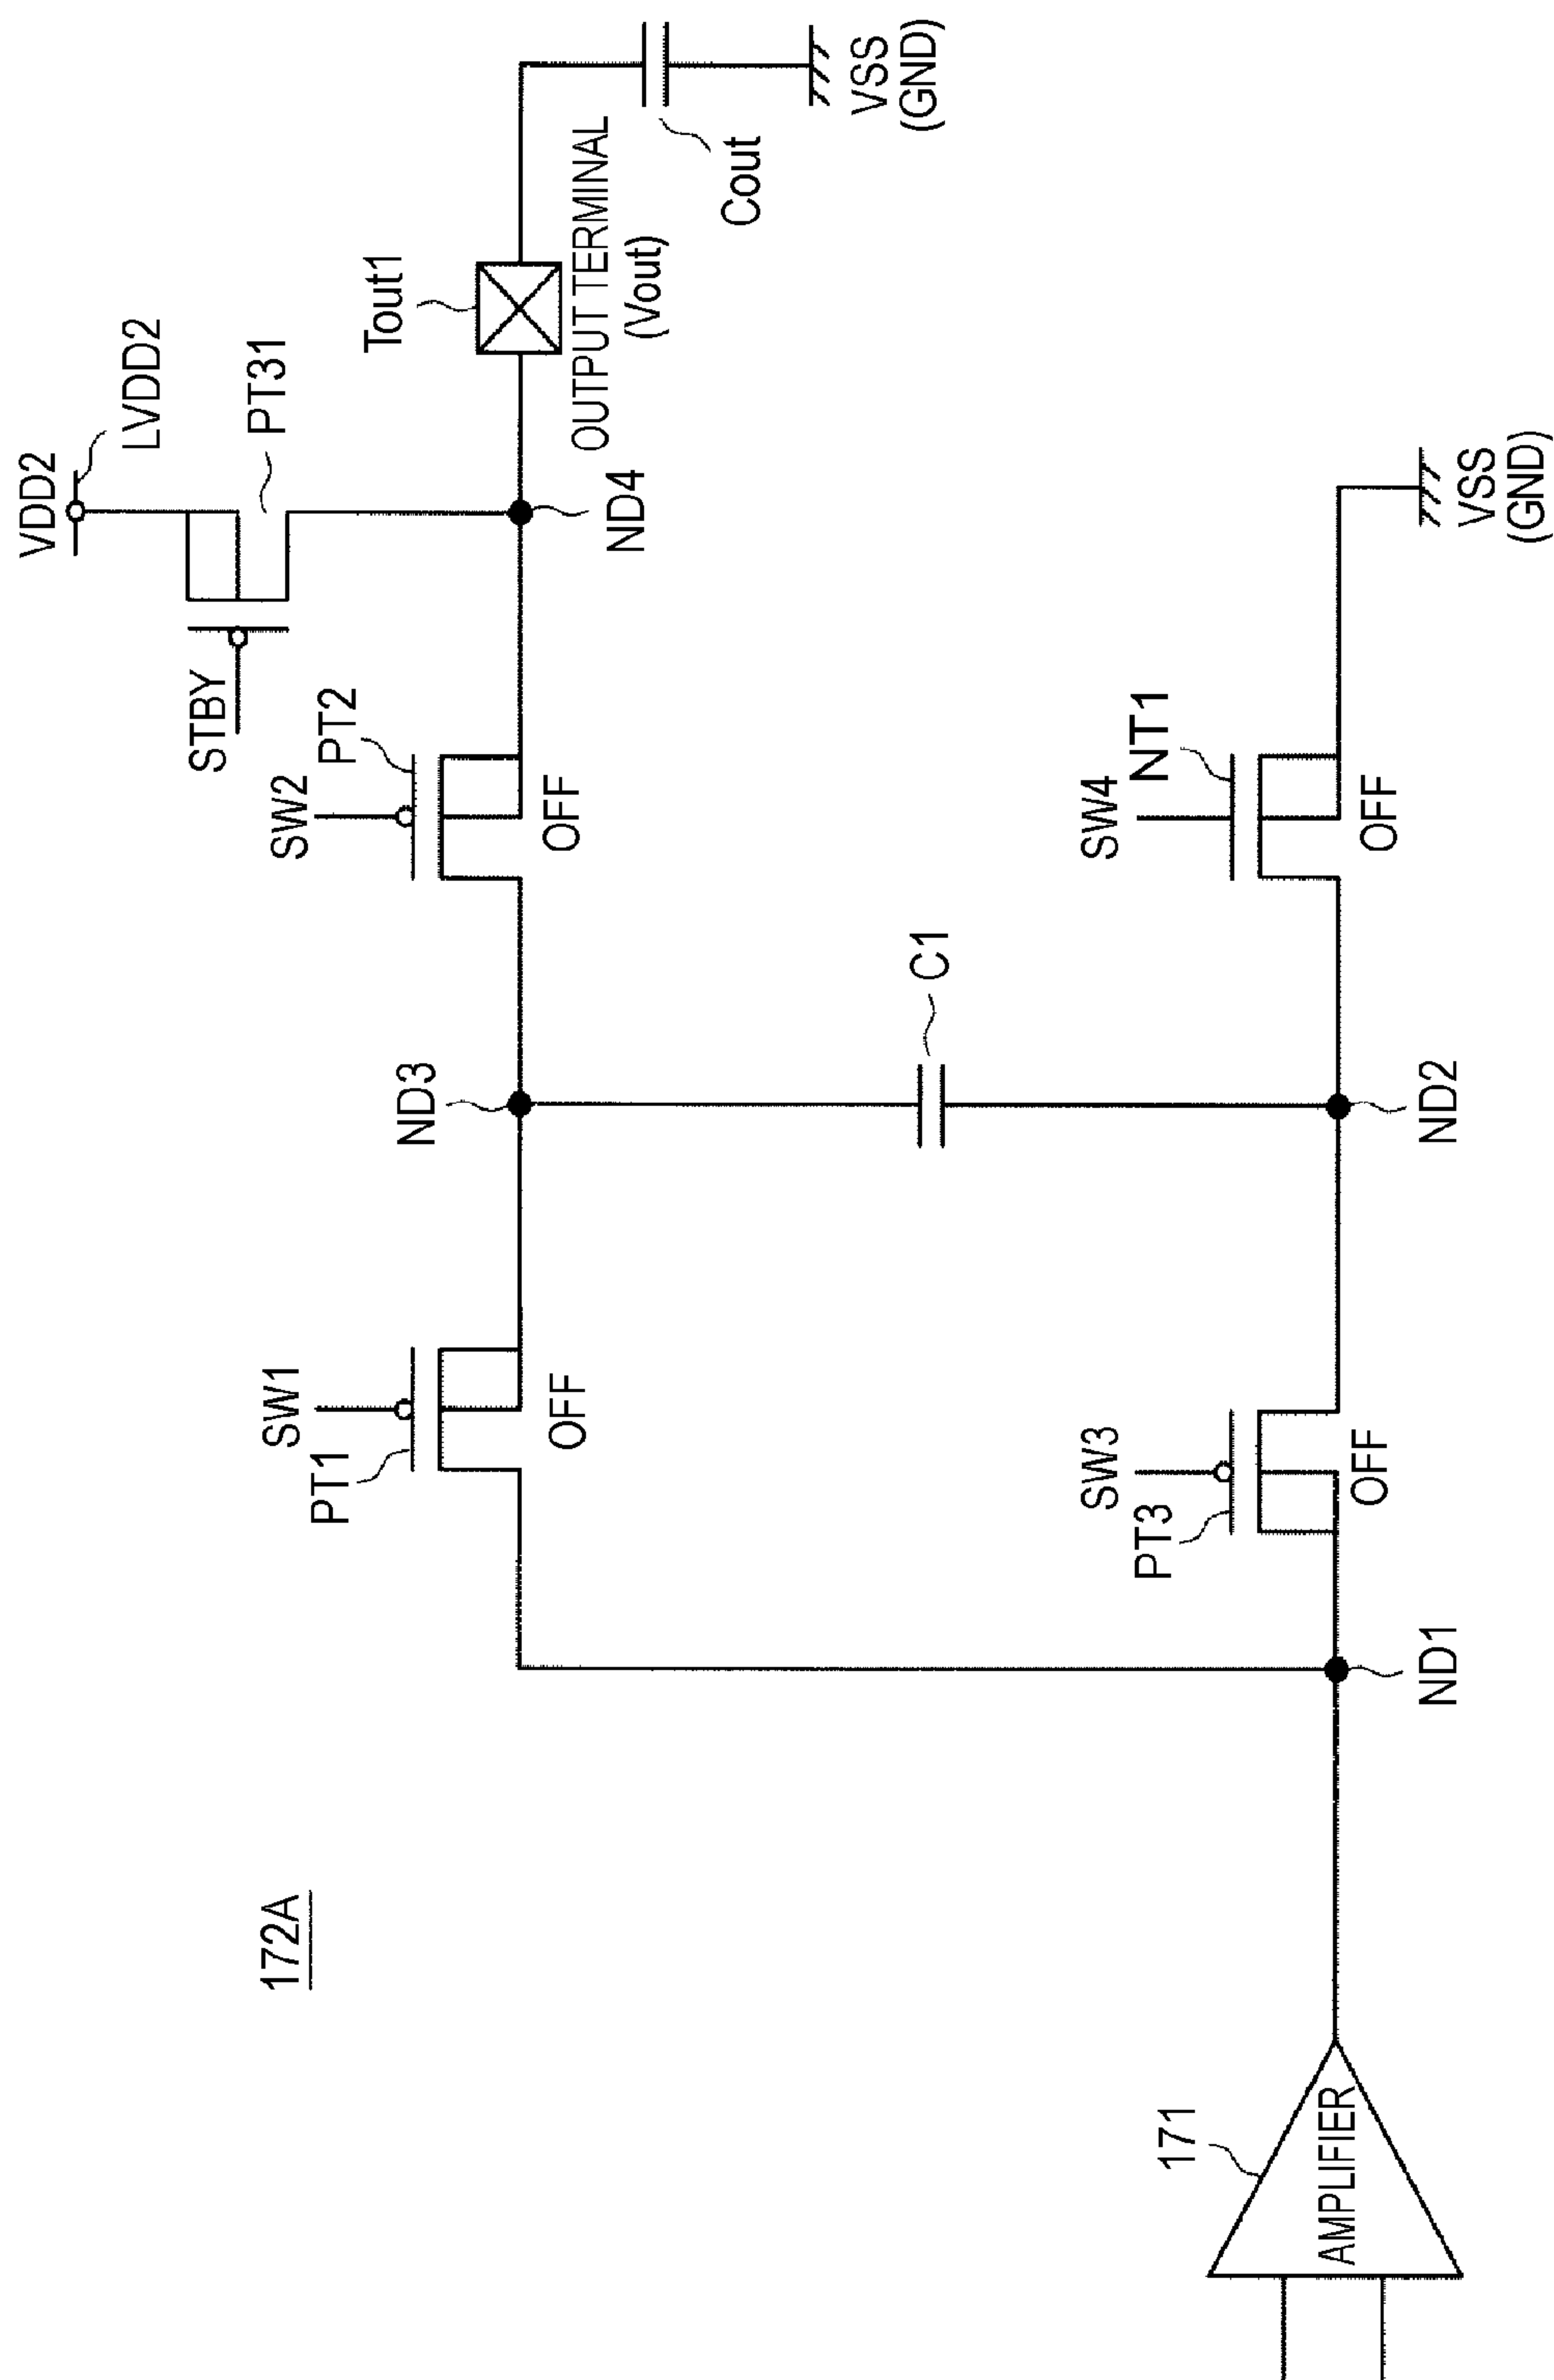 172A
VDD2
LVDD2
STBY
PT31
SW1
PT1
OFF
ND3
SW2
PT2
OFF
ND4
Tout1
OUTPUT TERMINAL
(Vout)
Cout
VSS
(GND)
C1
171
AMPLIFIER
ND1
SW3
PT3
OFF
ND2
SW4
NT1
OFF
VSS
(GND)